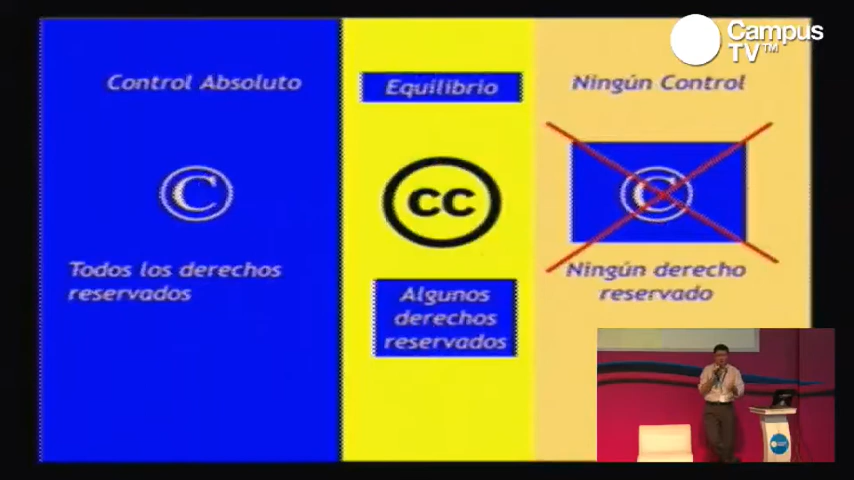 Campus
TV™
Control Absoluto
©
Todos los derechos
reservados
Equilibrio
cc
Algunos
derechos
reservados
Ningún Control
©
Ningún derecho
reservado